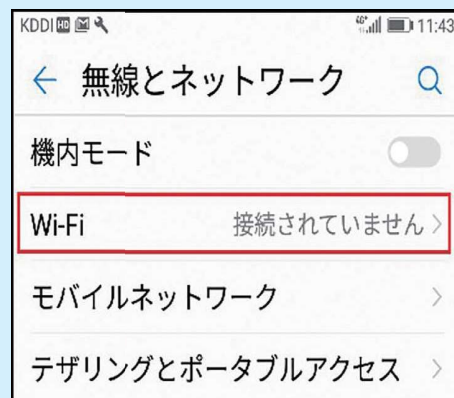 KDDI HD 11:43
無線とネットワーク
機内モード
Wi-Fi 接続されていません
モバイルネットワーク
テザリングとポータブルアクセス